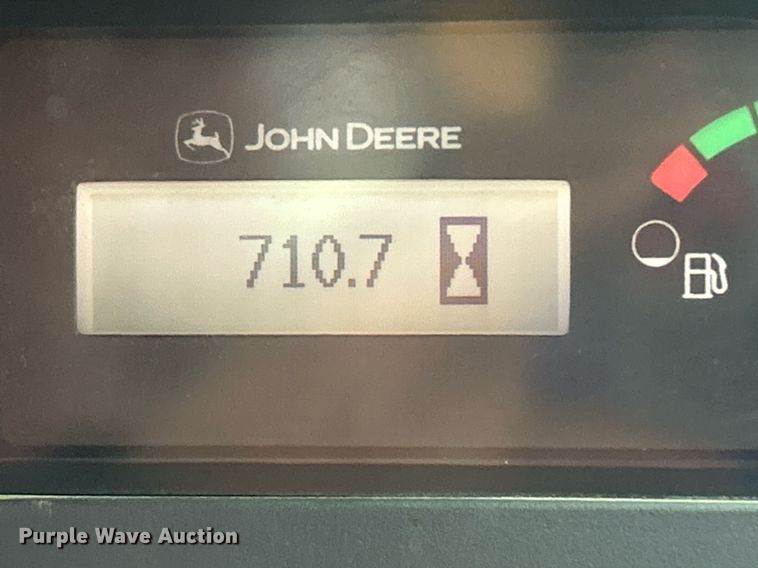 JOHN DEERE
710.7
Purple Wave Auction